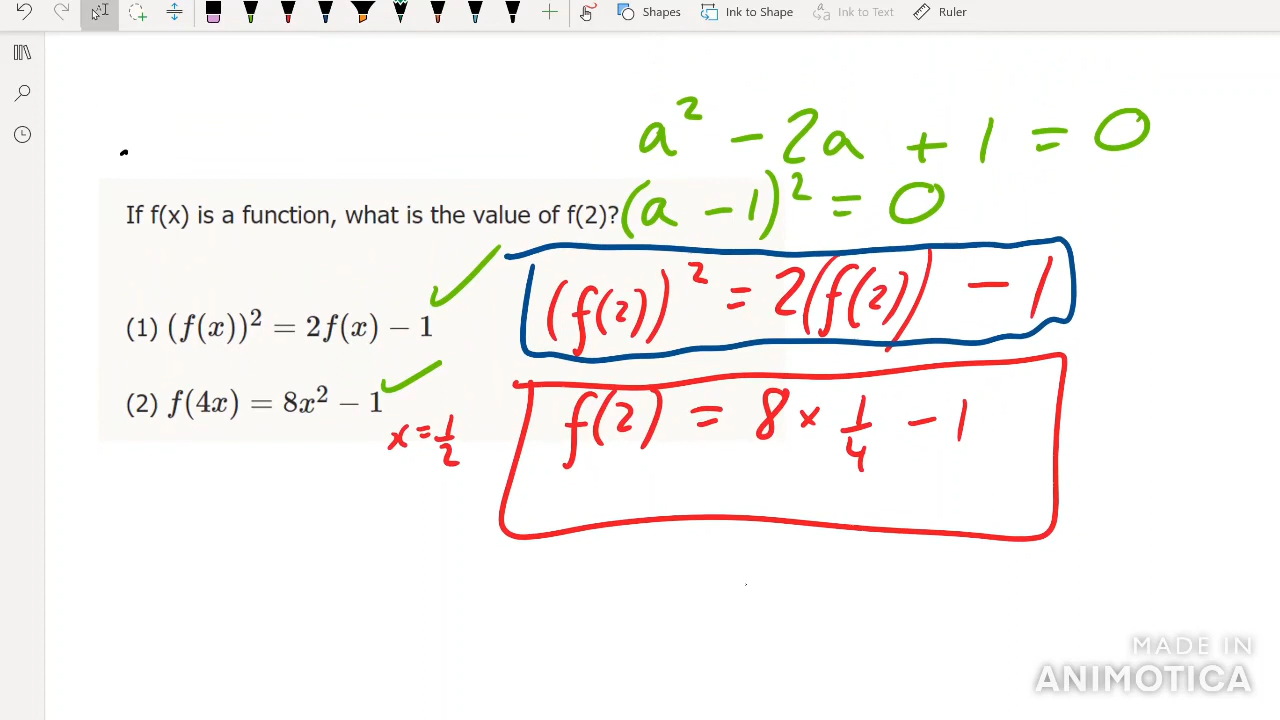 Shapes Ink to Shape Ink to Text Ruler
a² - 2a + 1 = 0
(a - 1)² = 0
If f(x) is a function, what is the value of f(2)?
(f(2))² = 2(f(2)) - 1
(1) (f(x))² = 2f(x) − 1
(2) f(4x) = 8x² − 1
x = 1/2
f(2) = 8 × 1/4 - 1
MADE IN
ANIMOTICA